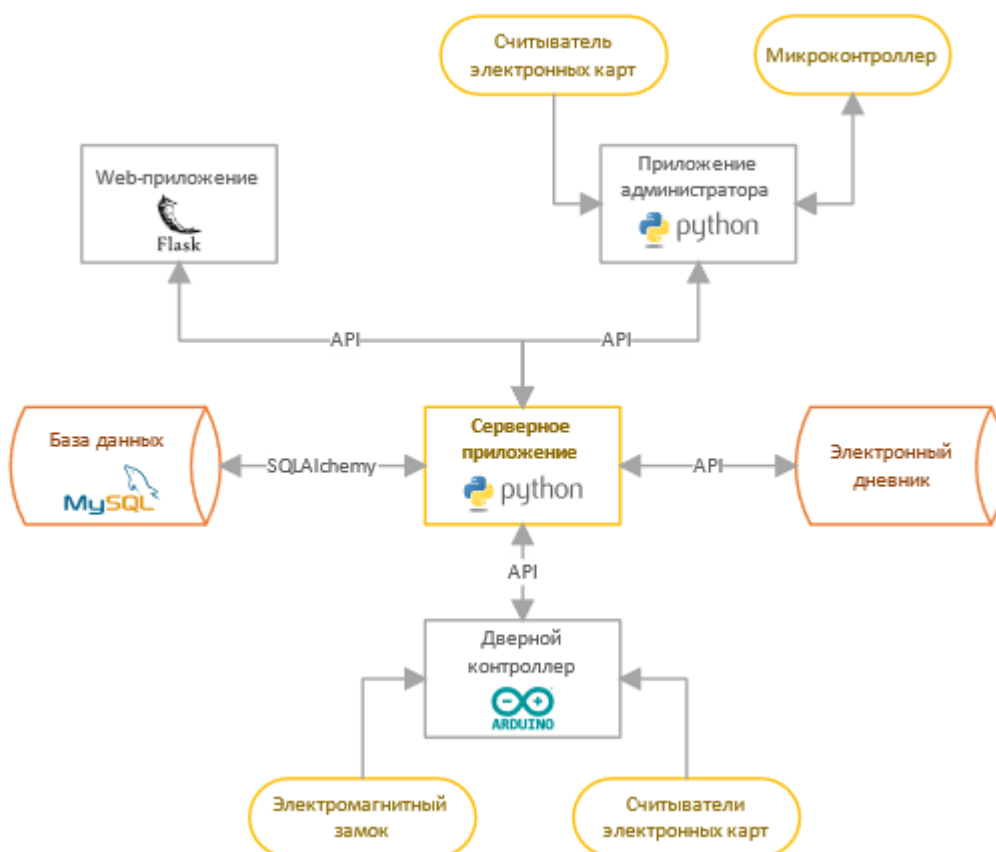 Считыватель
электронных карт
Микроконтроллер
Web-приложение
Flask
Приложение
администратора
python
API
API
База данных
MySQL
SQLAlchemy
Серверное
приложение
python
API
Электронный
дневник
API
Дверной
контроллер
ARDUINO
Электромагнитный
замок
Считыватели
электронных карт